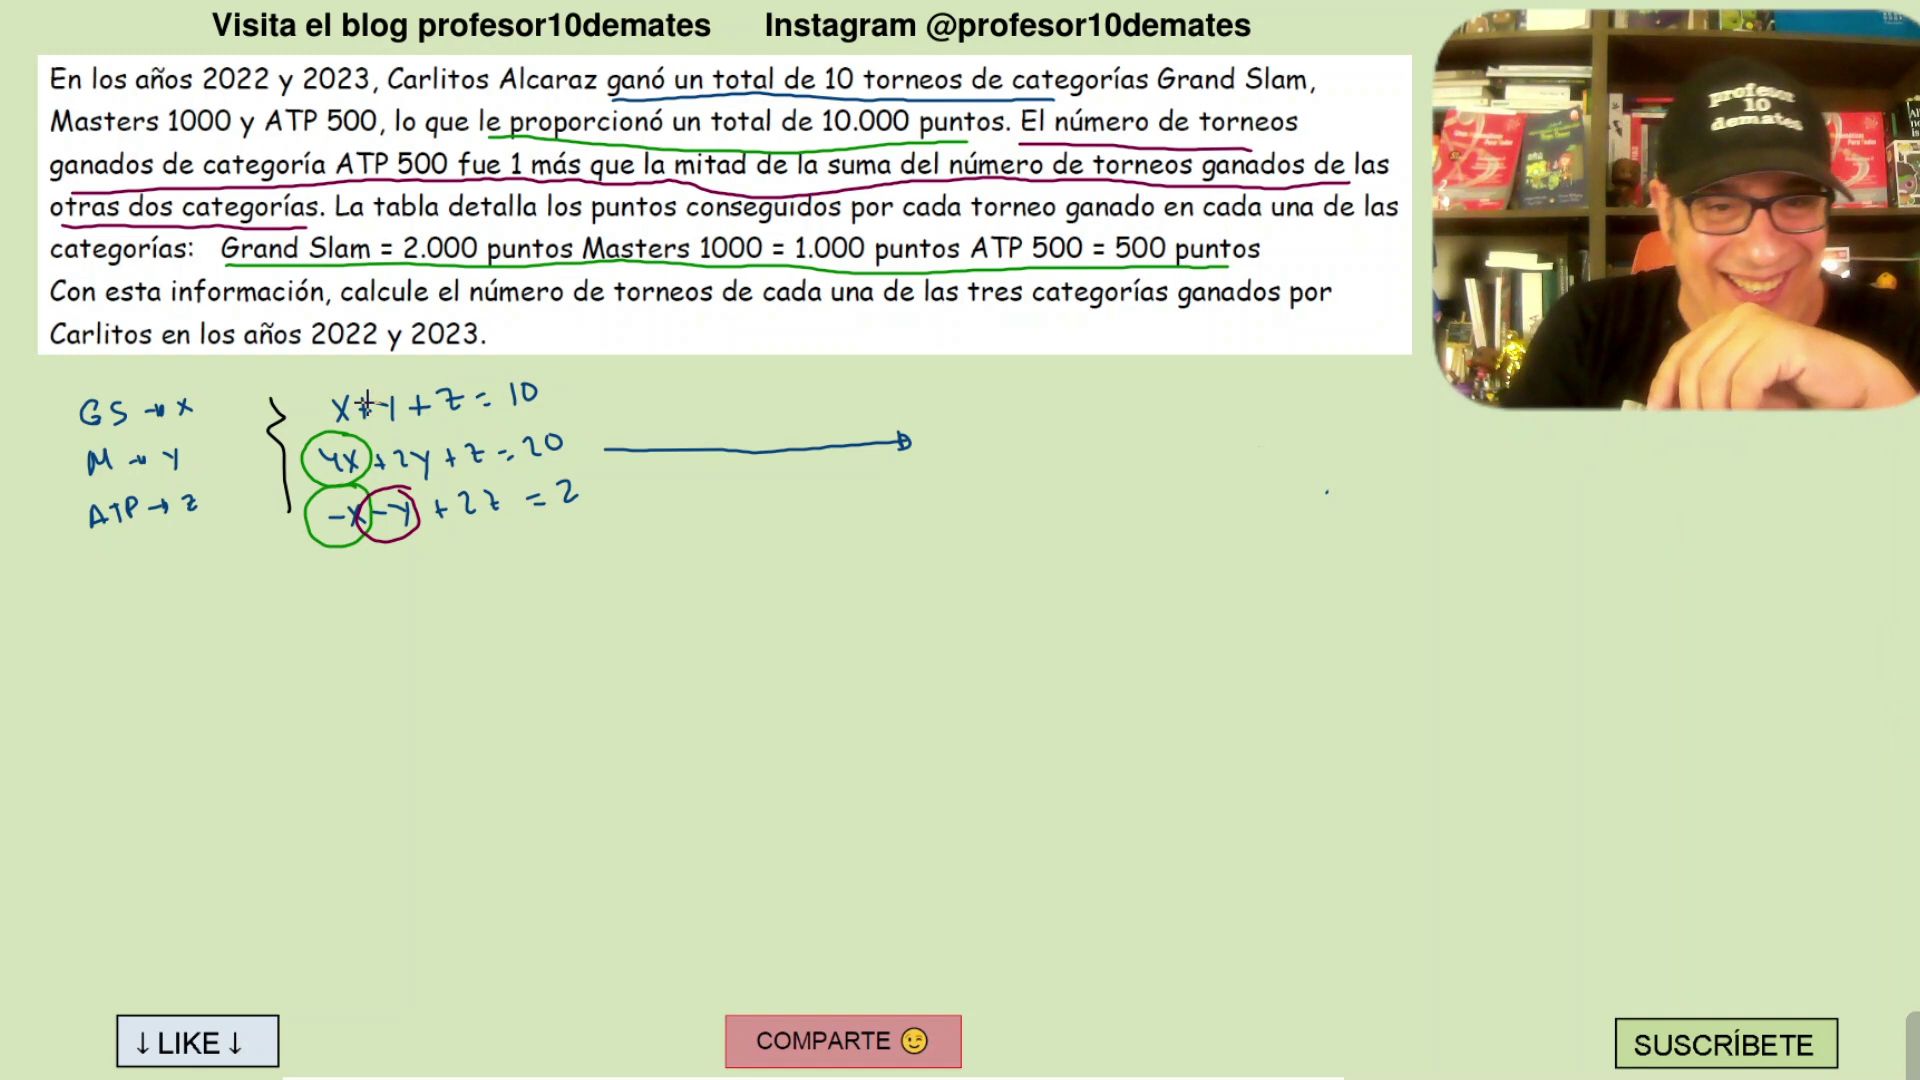 Visita el blog profesor10demates Instagram @profesor10demates
En los años 2022 y 2023, Carlitos Alcaraz ganó un total de 10 torneos de categorías Grand Slam,
Masters 1000 y ATP 500, lo que le proporcionó un total de 10.000 puntos. El número de torneos
ganados de categoría ATP 500 fue 1 más que la mitad de la suma del número de torneos ganados de las
otras dos categorías. La tabla detalla los puntos conseguidos por cada torneo ganado en cada una de las
categorías: Grand Slam = 2.000 puntos Masters 1000 = 1.000 puntos ATP 500 = 500 puntos
Con esta información, calcule el número de torneos de cada una de las tres categorías ganados por
Carlitos en los años 2022 y 2023.
profesor
10
demates
GS → x
M → y
ATP → z
x + y + z = 10
4x + 2y + z = 20
-x - y + 2z = 2
↓ LIKE ↓
COMPARTE 😉
SUSCRÍBETE